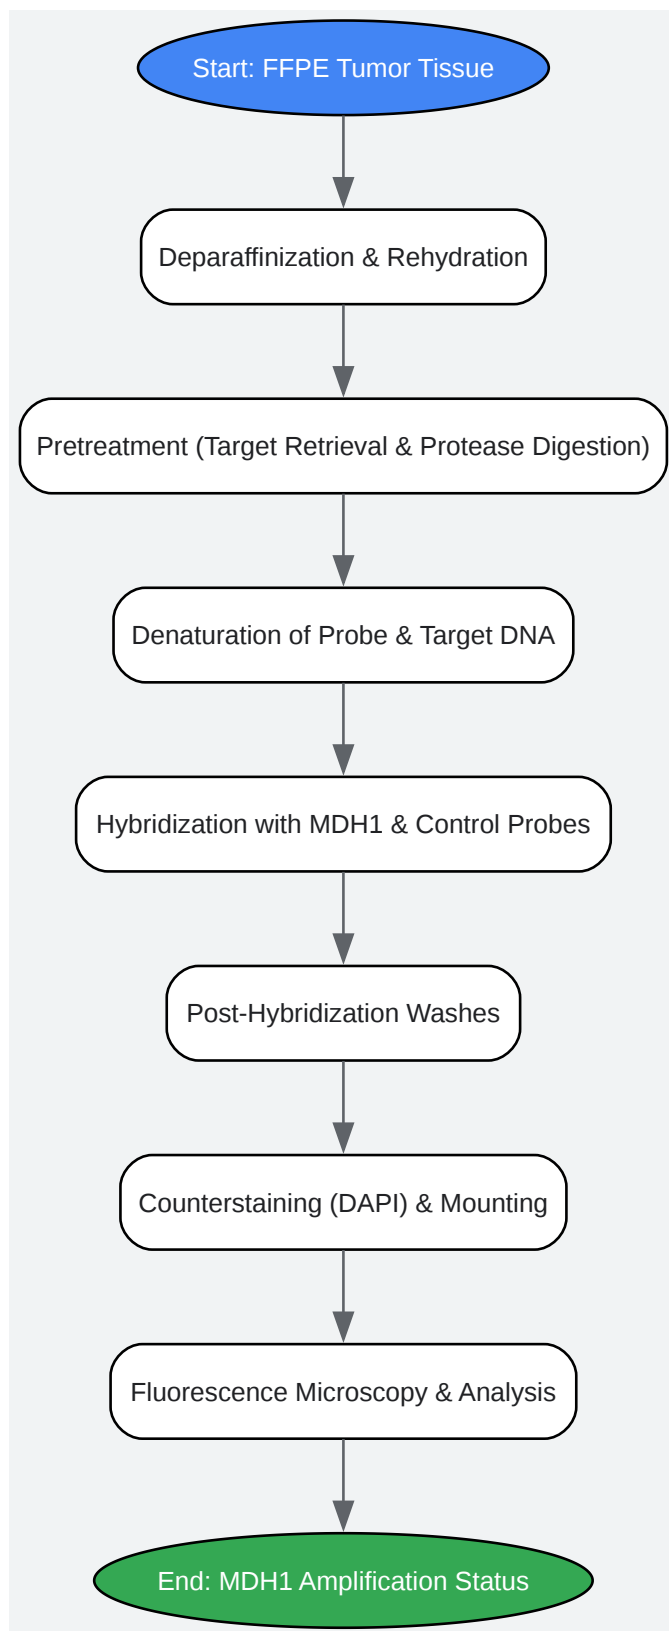 Start: FFPE Tumor Tissue
Deparaffinization & Rehydration
Pretreatment (Target Retrieval & Protease Digestion)
Denaturation of Probe & Target DNA
Hybridization with MDH1 & Control Probes
Post-Hybridization Washes
Counterstaining (DAPI) & Mounting
Fluorescence Microscopy & Analysis
End: MDH1 Amplification Status